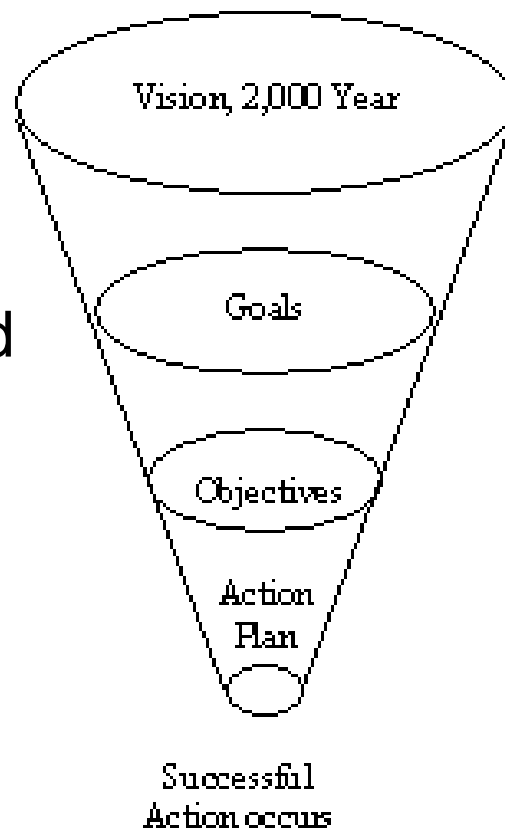 Vision, 2,000 Year
Goals
d
Objectives
Action
Plan
Successful
Action occurs